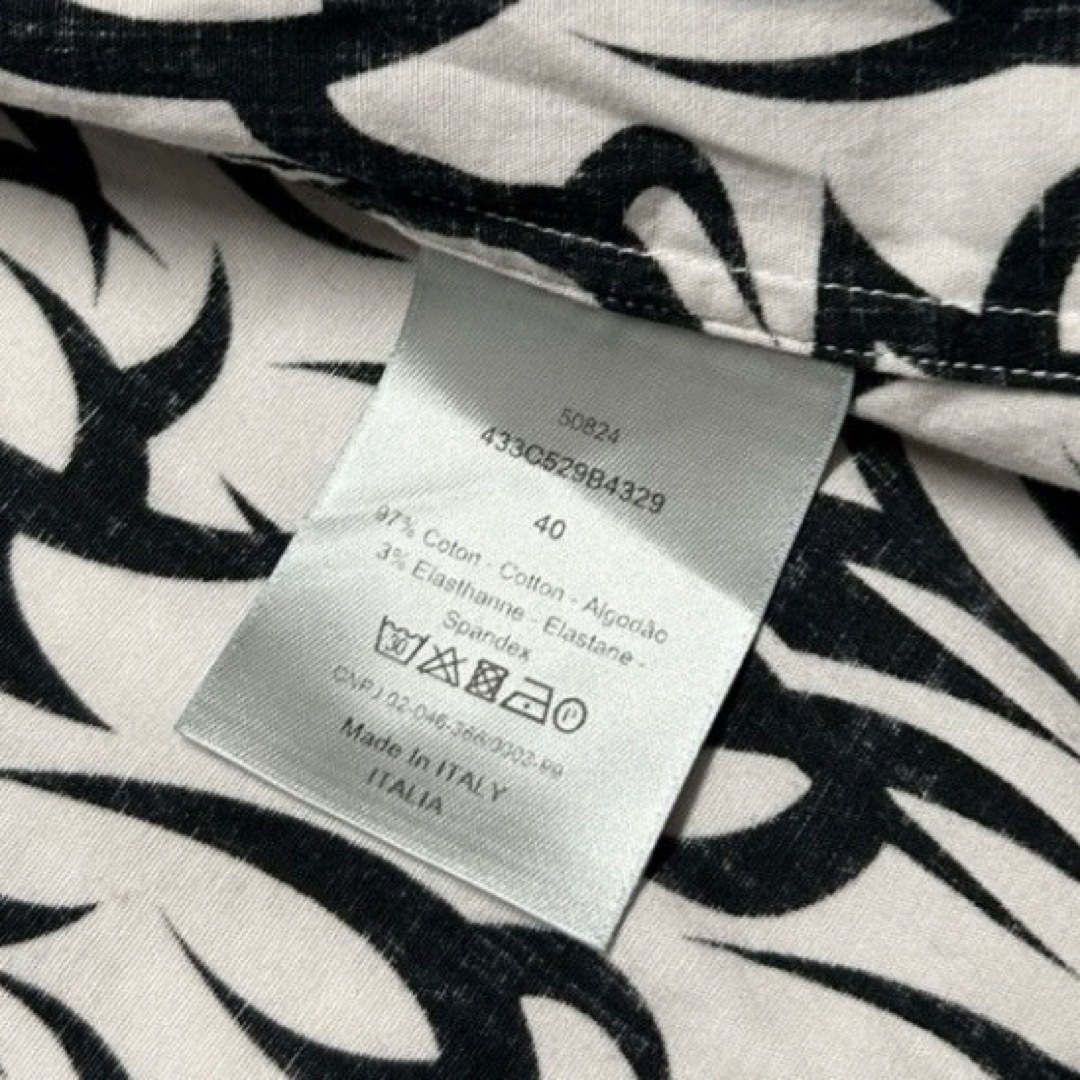 50824
433C529B4329
40
97% Coton - Cotton - Algodão
3% Elasthanne - Elastane -
Spandex
30 P
CNPJ 02-046-366/0002-99
Made In ITALY
ITALIA